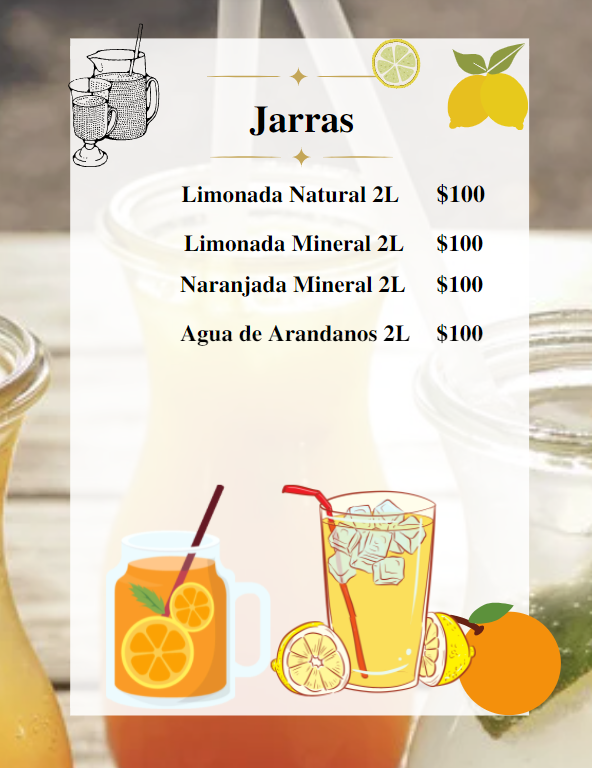 Jarras
Limonada Natural 2L $100
Limonada Mineral 2L $100
Naranjada Mineral 2L $100
Agua de Arandanos 2L $100